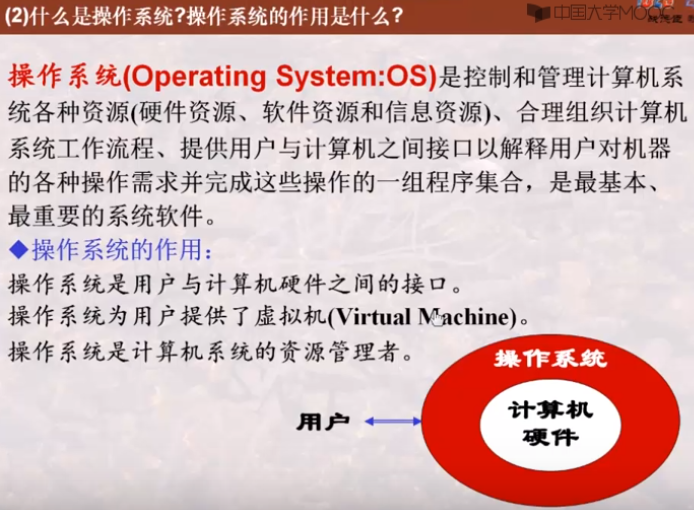 (2)什么是操作系统?操作系统的作用是什么?
中国大学MOOC
操作系统(Operating System:OS)是控制和管理计算机系
统各种资源(硬件资源、软件资源和信息资源)、合理组织计算机
系统工作流程、提供用户与计算机之间接口以解释用户对机器
的各种操作需求并完成这些操作的一组程序集合，是最基本、
最重要的系统软件。
◆操作系统的作用：
操作系统是用户与计算机硬件之间的接口。
操作系统为用户提供了虚拟机(Virtual Machine)。
操作系统是计算机系统的资源管理者。
操作系统
计算机
硬件
用户